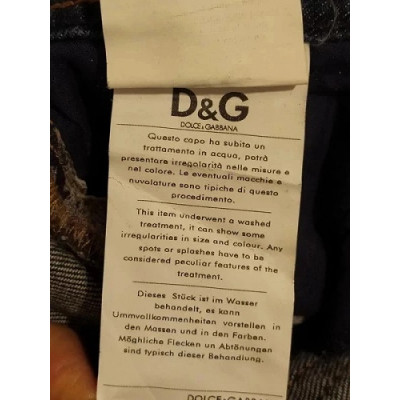 D&G
DOLCE & GABBANA
Questo capo ha subito un
trattamento in acqua, potrà
presentare irregolarità nelle misure e
nel colore. Le eventuali macchie e
nuvolature sono tipiche di questo
procedimento.
This item underwent a washed
treatment, it can show some
irregularities in size and colour. Any
spots or splashes have to be
considered peculiar features of the
treatment.
Dieses Stück ist im Wasser
behandelt, es kann
Ummvollkommenheiten vorstellen in
den Massen und in den Farben.
Mögliche Flecken un Abtönungen
sind typisch dieser Behandlung.
DOLCE & GABBANA